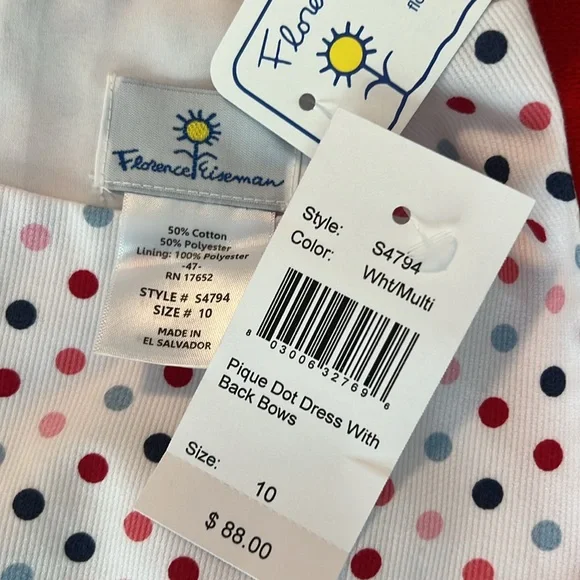 Florence
flo
Florence Eiseman
50% Cotton
50% Polyester
Lining: 100% Polyester
-47-
RN 17652
STYLE # S4794
SIZE # 10
MADE IN
EL SALVADOR
Style: S4794
Color: Wht/Multi
8 03006 32769 6
Pique Dot Dress With
Back Bows
Size: 10
$ 88.00